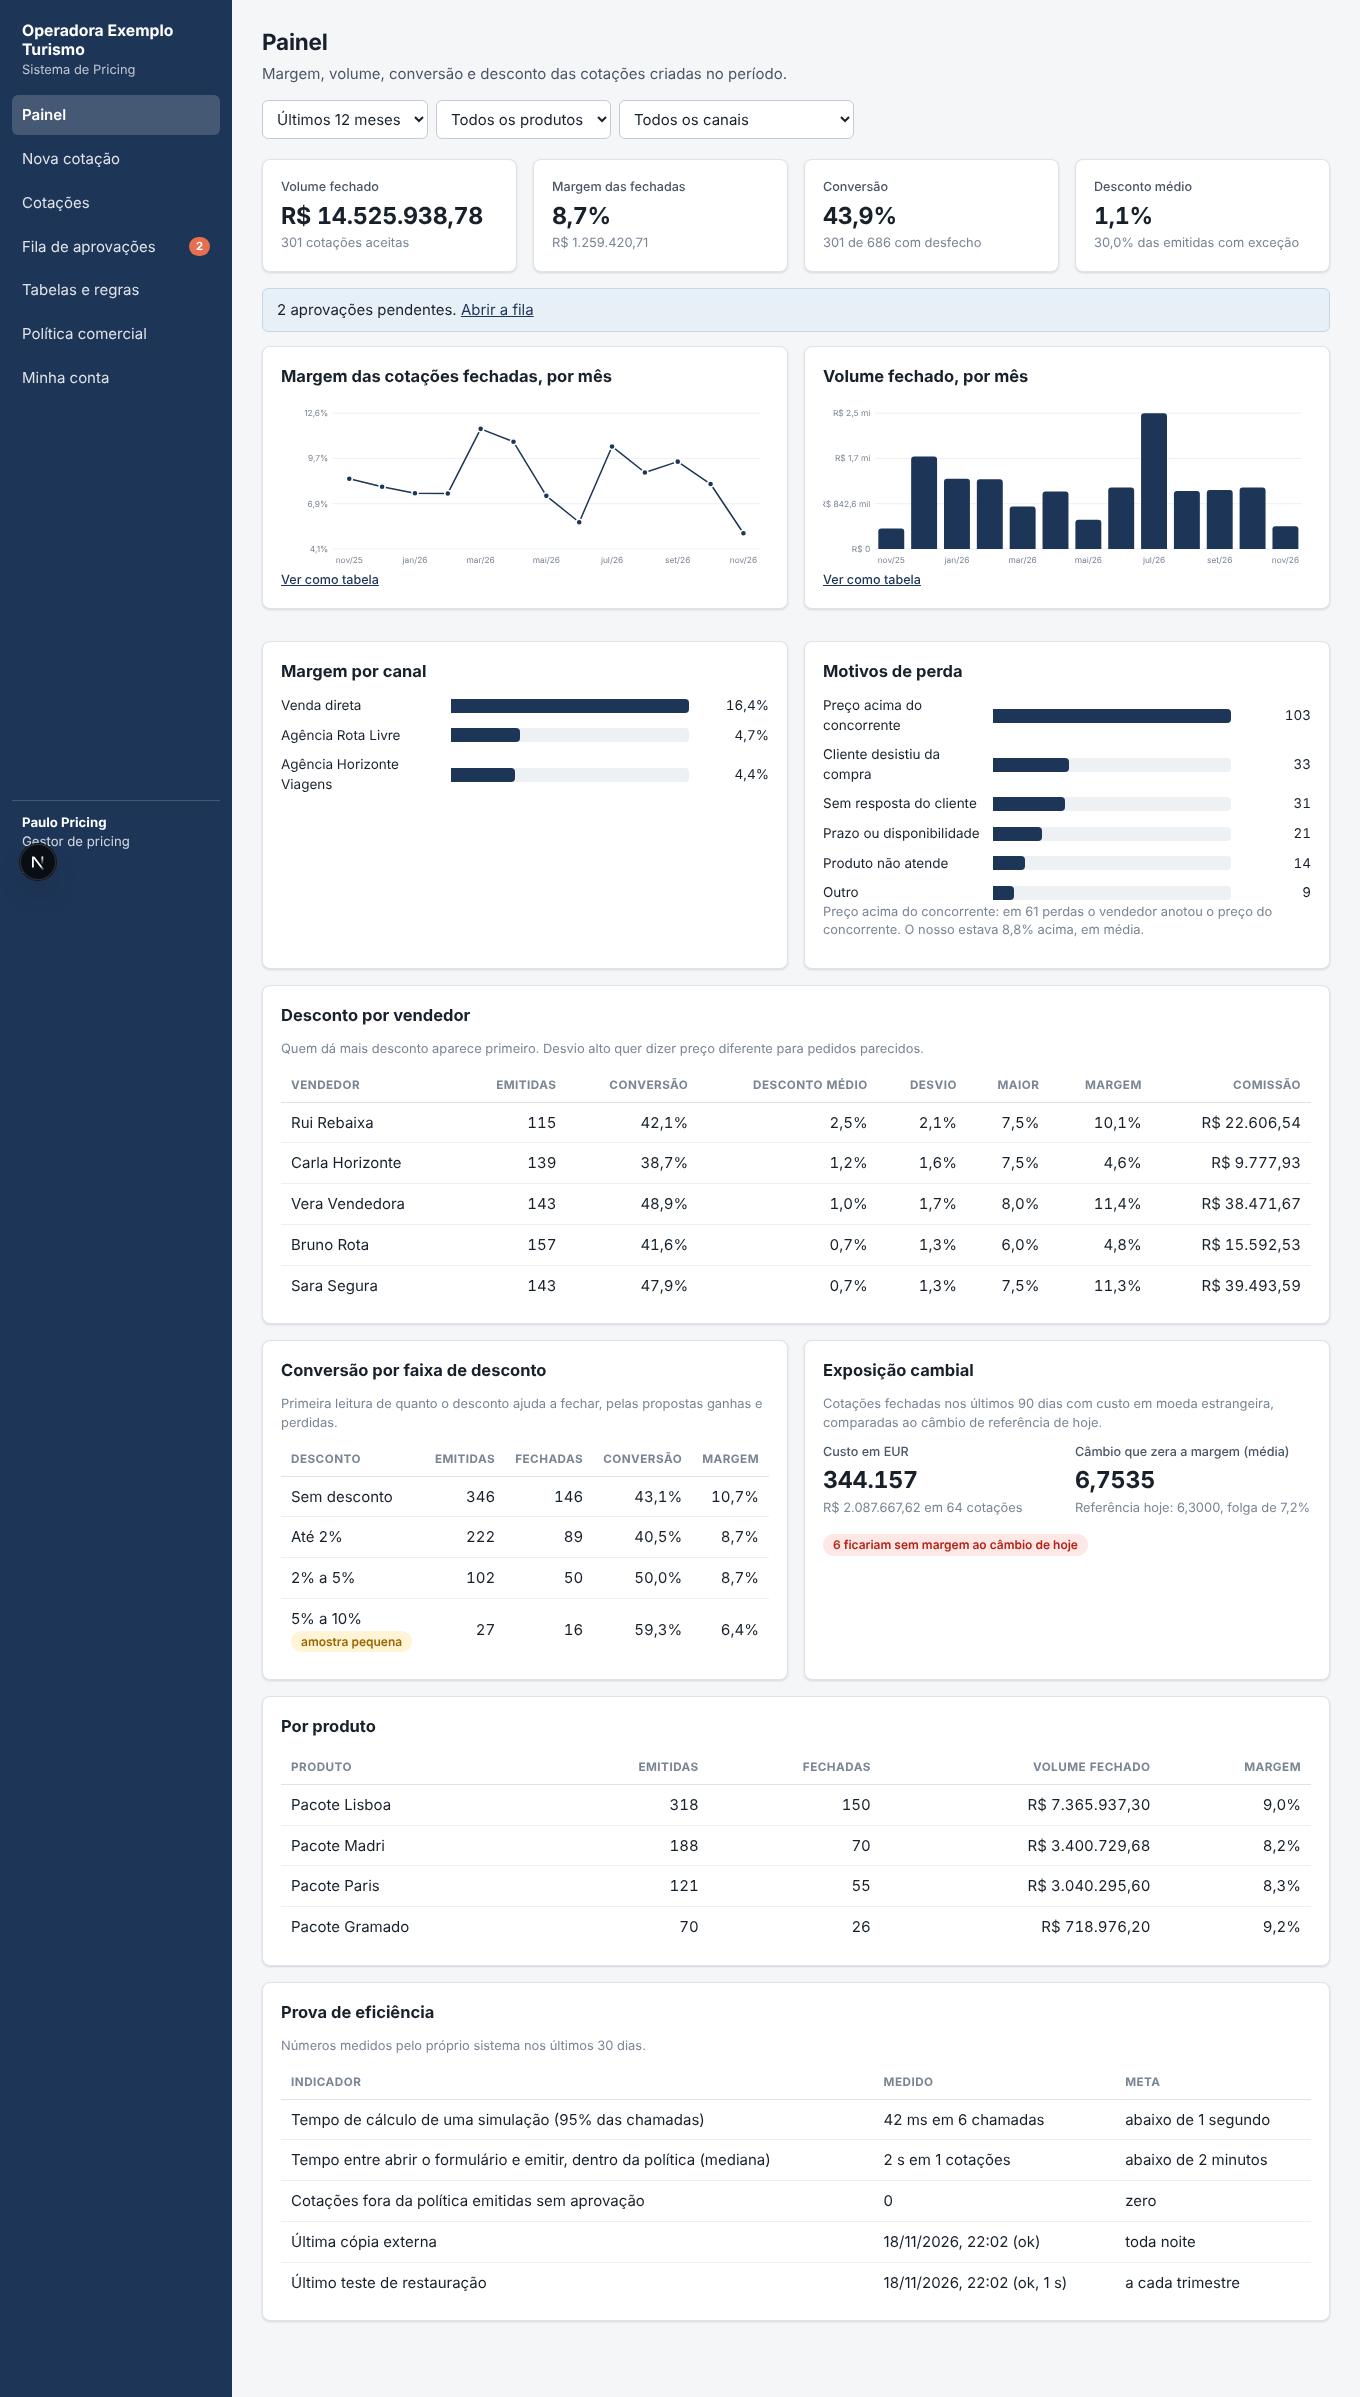 Operadora Exemplo
Turismo
Sistema de Pricing
Painel
Nova cotação
Cotações
Fila de aprovações 2
Tabelas e regras
Política comercial
Minha conta
Paulo Pricing
Gestor de pricing
N
Painel
Margem, volume, conversão e desconto das cotações criadas no período.
Últimos 12 meses Todos os produtos Todos os canais
Volume fechado
R$ 14.525.938,78
301 cotações aceitas
Margem das fechadas
8,7%
R$ 1.259.420,71
Conversão
43,9%
301 de 686 com desfecho
Desconto médio
1,1%
30,0% das emitidas com exceção
2 aprovações pendentes. Abrir a fila
Margem das cotações fechadas, por mês
12,6%
9,7%
6,9%
4,1%
nov/25 jan/26 mar/26 mai/26 jul/26 set/26 nov/26
Ver como tabela
Volume fechado, por mês
R$ 2,5 mi
R$ 1,7 mi
R$ 842,6 mil
R$ 0
nov/25 jan/26 mar/26 mai/26 jul/26 set/26 nov/26
Ver como tabela
Margem por canal
Venda direta 16,4%
Agência Rota Livre 4,7%
Agência Horizonte
Viagens 4,4%
Motivos de perda
Preço acima do
concorrente 103
Cliente desistiu da
compra 33
Sem resposta do cliente 31
Prazo ou disponibilidade 21
Produto não atende 14
Outro 9
Preço acima do concorrente: em 61 perdas o vendedor anotou o preço do
concorrente. O nosso estava 8,8% acima, em média.
Desconto por vendedor
Quem dá mais desconto aparece primeiro. Desvio alto quer dizer preço diferente para pedidos parecidos.
VENDEDOR EMITIDAS CONVERSÃO DESCONTO MÉDIO DESVIO MAIOR MARGEM COMISSÃO
Rui Rebaixa 115 42,1% 2,5% 2,1% 7,5% 10,1% R$ 22.606,54
Carla Horizonte 139 38,7% 1,2% 1,6% 7,5% 4,6% R$ 9.777,93
Vera Vendedora 143 48,9% 1,0% 1,7% 8,0% 11,4% R$ 38.471,67
Bruno Rota 157 41,6% 0,7% 1,3% 6,0% 4,8% R$ 15.592,53
Sara Segura 143 47,9% 0,7% 1,3% 7,5% 11,3% R$ 39.493,59
Conversão por faixa de desconto
Primeira leitura de quanto o desconto ajuda a fechar, pelas propostas ganhas e
perdidas.
DESCONTO EMITIDAS FECHADAS CONVERSÃO MARGEM
Sem desconto 346 146 43,1% 10,7%
Até 2% 222 89 40,5% 8,7%
2% a 5% 102 50 50,0% 8,7%
5% a 10% 27 16 59,3% 6,4%
amostra pequena
Exposição cambial
Cotações fechadas nos últimos 90 dias com custo em moeda estrangeira,
comparadas ao câmbio de referência de hoje.
Custo em EUR
344.157
R$ 2.087.667,62 em 64 cotações
Câmbio que zera a margem (média)
6,7535
Referência hoje: 6,3000, folga de 7,2%
6 ficariam sem margem ao câmbio de hoje
Por produto
PRODUTO EMITIDAS FECHADAS VOLUME FECHADO MARGEM
Pacote Lisboa 318 150 R$ 7.365.937,30 9,0%
Pacote Madri 188 70 R$ 3.400.729,68 8,2%
Pacote Paris 121 55 R$ 3.040.295,60 8,3%
Pacote Gramado 70 26 R$ 718.976,20 9,2%
Prova de eficiência
Números medidos pelo próprio sistema nos últimos 30 dias.
INDICADOR MEDIDO META
Tempo de cálculo de uma simulação (95% das chamadas) 42 ms em 6 chamadas abaixo de 1 segundo
Tempo entre abrir o formulário e emitir, dentro da política (mediana) 2 s em 1 cotações abaixo de 2 minutos
Cotações fora da política emitidas sem aprovação 0 zero
Última cópia externa 18/11/2026, 22:02 (ok) toda noite
Último teste de restauração 18/11/2026, 22:02 (ok, 1 s) a cada trimestre